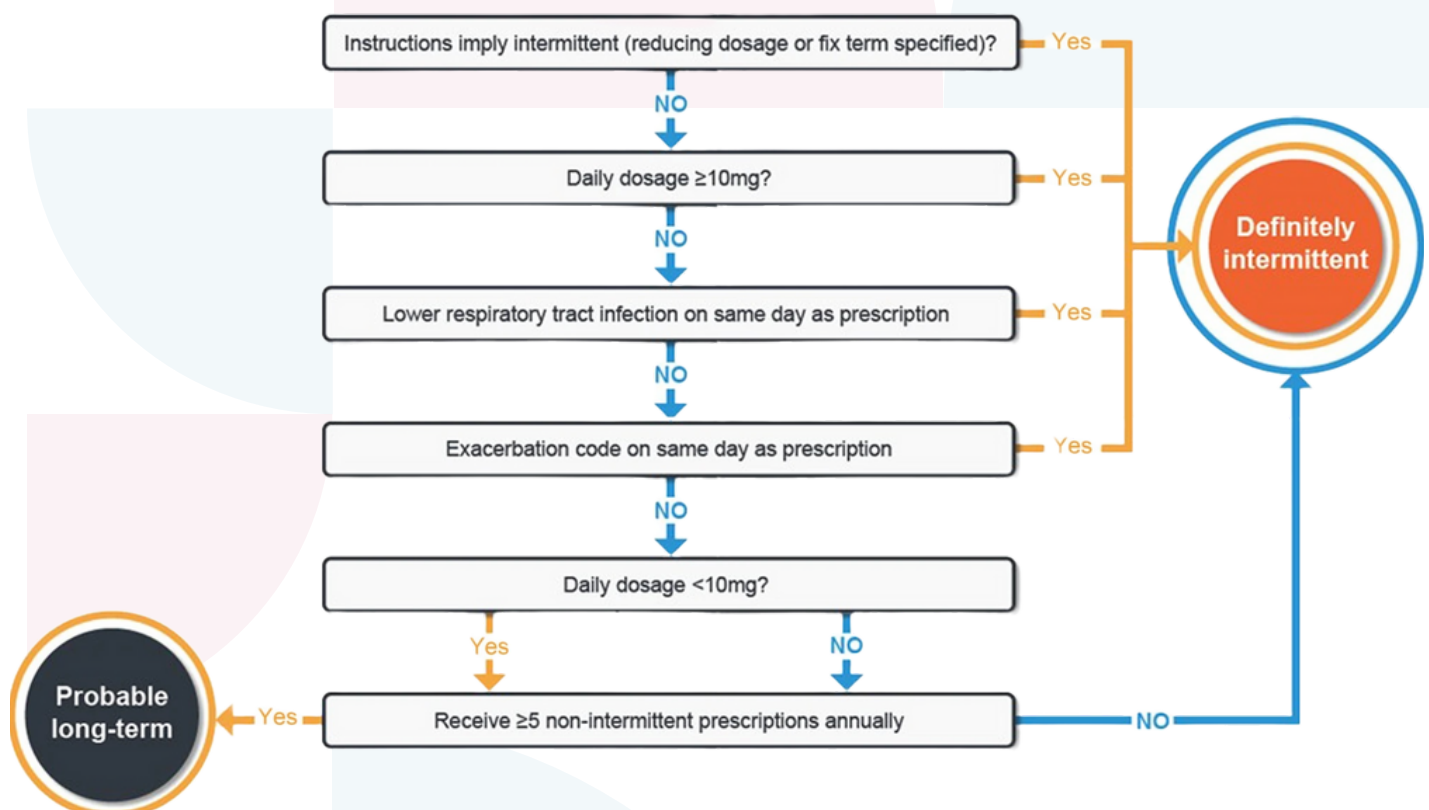 Instructions imply intermittent (reducing dosage or fix term specified)?
Yes
NO
Daily dosage ≥10mg?
Yes
NO
Definitely
intermittent
Lower respiratory tract infection on same day as prescription
Yes
NO
Exacerbation code on same day as prescription
Yes
NO
Daily dosage <10mg?
Yes
NO
Probable
long-term
Yes
Receive ≥5 non-intermittent prescriptions annually
NO